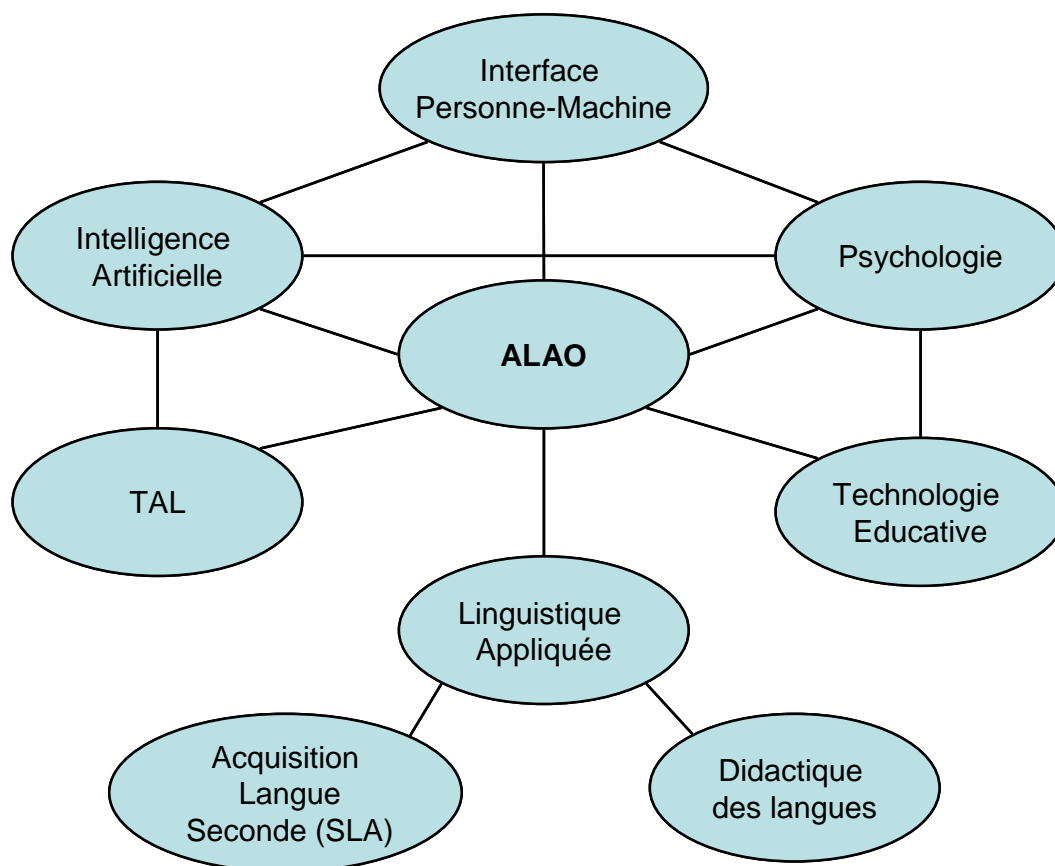 Interface
Personne-Machine
Intelligence
Artificielle
Psychologie
ALAO
TAL
Technologie
Educative
Linguistique
Appliquée
Acquisition
Langue
Seconde (SLA)
Didactique
des langues